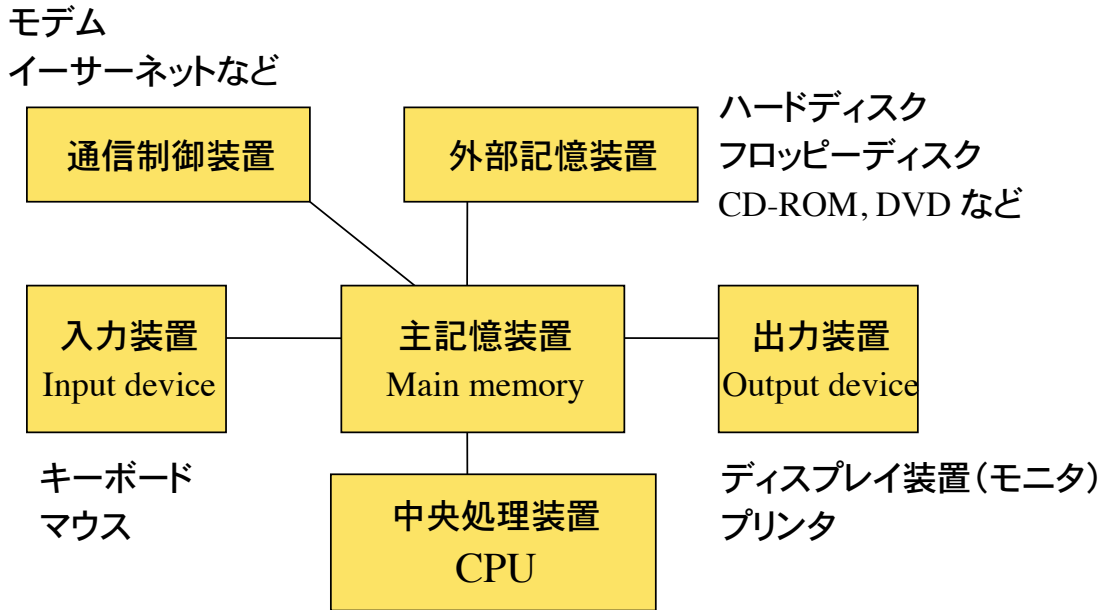 モデム
イーサーネットなど
通信制御装置
外部記憶装置
ハードディスク
フロッピーディスク
CD-ROM, DVD など
入力装置
Input device
主記憶装置
Main memory
出力装置
Output device
キーボード
マウス
中央処理装置
CPU
ディスプレイ装置(モニタ)
プリンタ